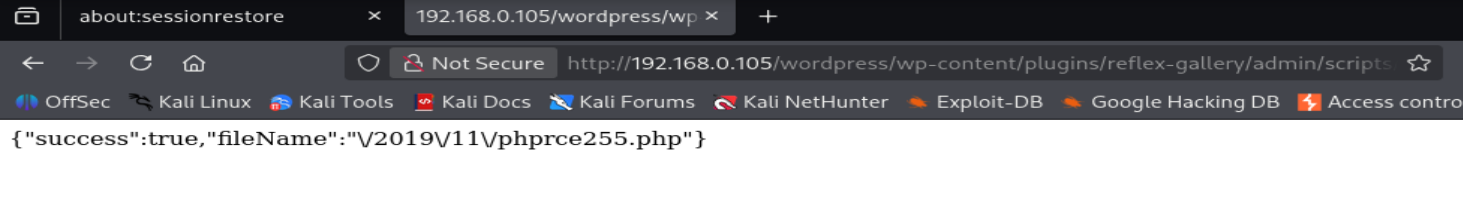 about:sessionrestore
192.168.0.105/wordpress/wp
Not Secure
http://192.168.0.105/wordpress/wp-content/plugins/reflex-gallery/admin/scripts
OffSec Kali Linux Kali Tools Kali Docs Kali Forums Kali NetHunter Exploit-DB Google Hacking DB Access contro
{"success":true,"fileName":"\/2019\/11\/phprce255.php"}